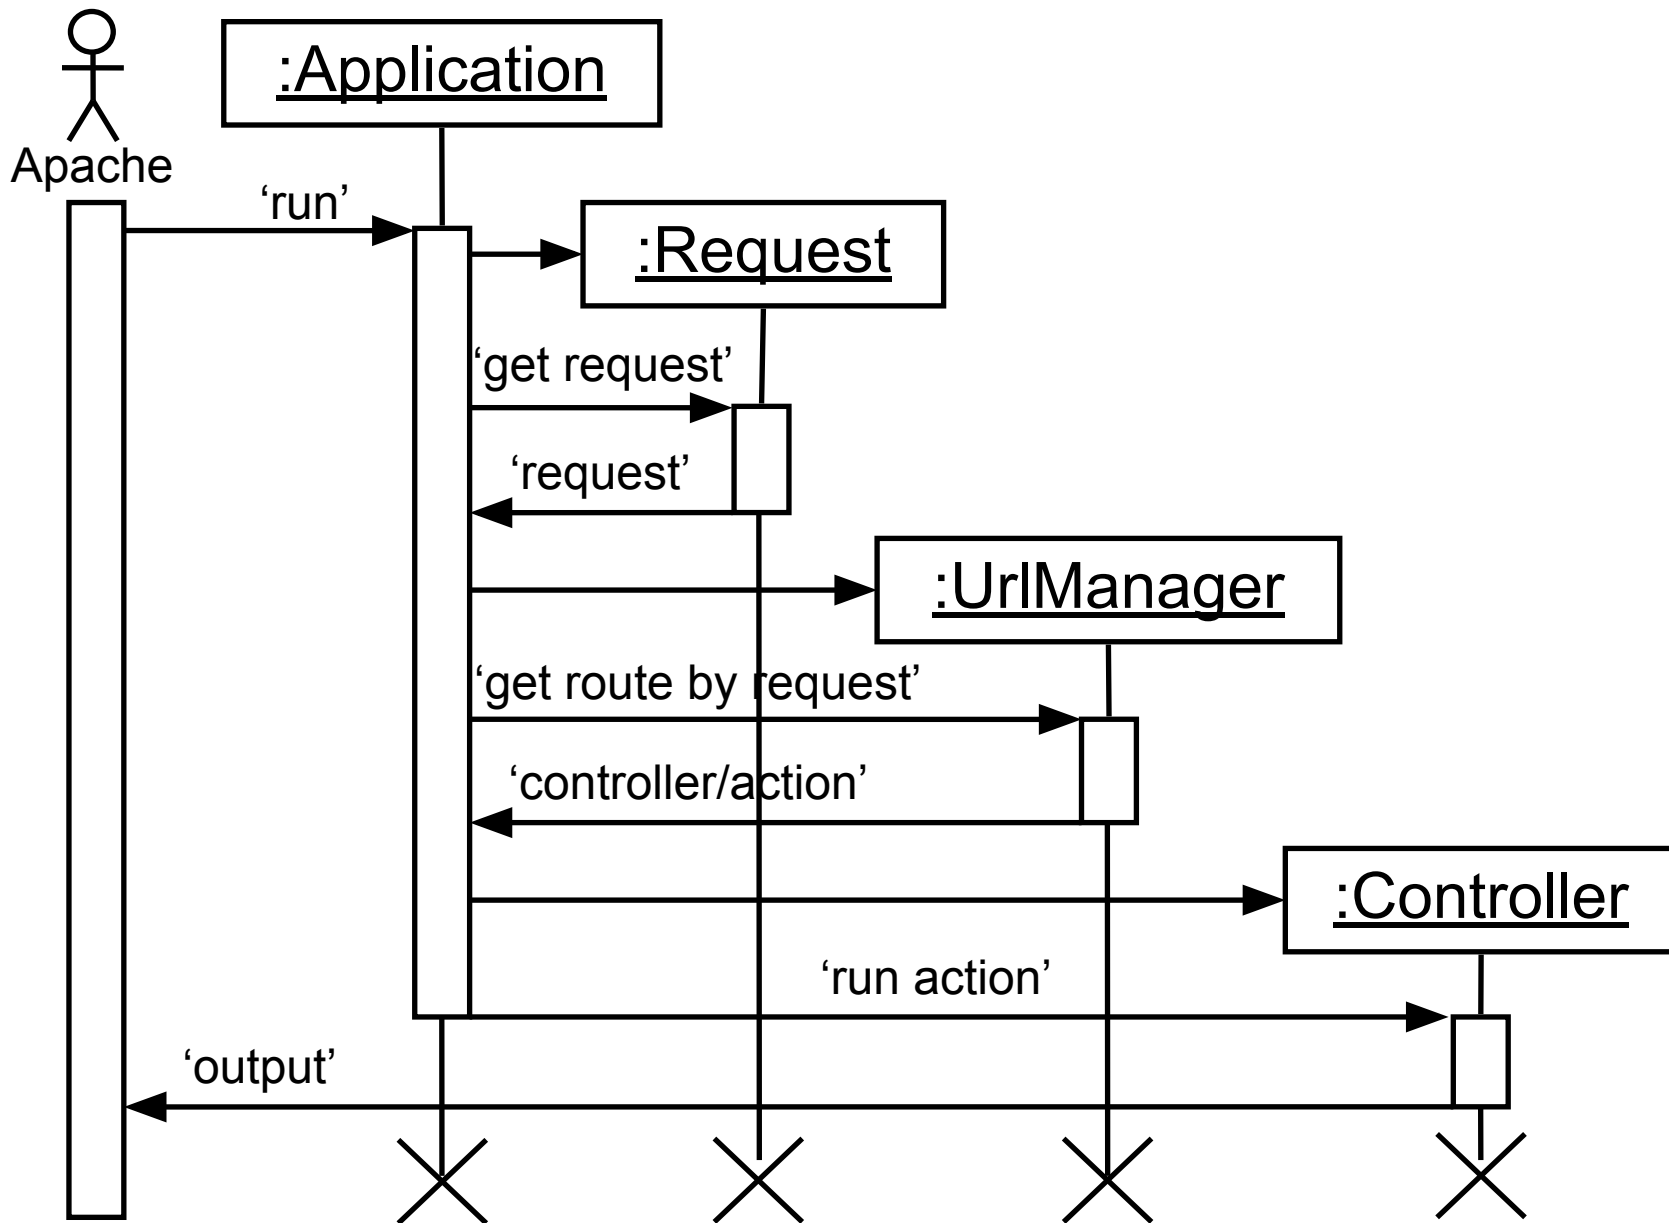 :Application
Apache
‘run’
:Request
‘get request’
‘request’
:UrlManager
‘get route by request’
‘controller/action’
:Controller
‘run action’
‘output’